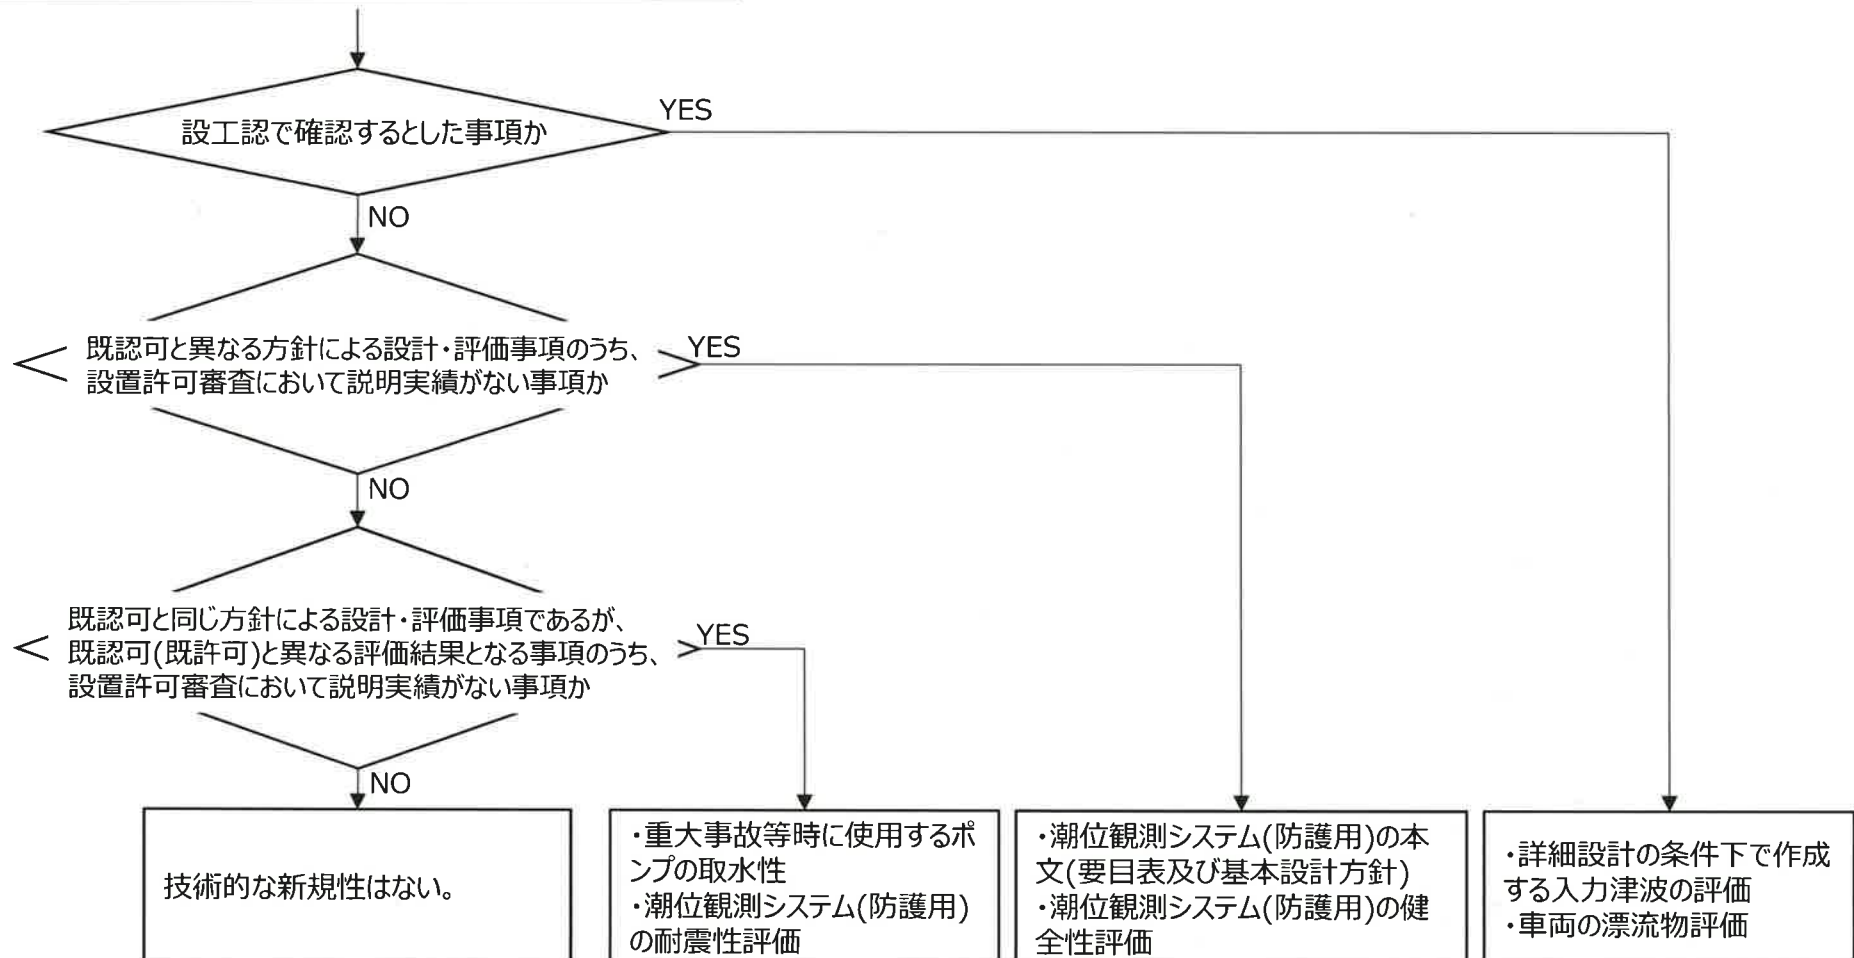 設工認で確認するとした事項か
YES
NO
既認可と異なる方針による設計・評価事項のうち、
設置許可審査において説明実績がない事項か
YES
NO
既認可と同じ方針による設計・評価事項であるが、
既認可(既許可)と異なる評価結果となる事項のうち、
設置許可審査において説明実績がない事項か
YES
NO
技術的な新規性はない。
・重大事故等時に使用するポ
ンプの取水性
・潮位観測システム(防護用)
の耐震性評価
・潮位観測システム(防護用)の本
文(要目表及び基本設計方針)
・潮位観測システム(防護用)の健
全性評価
・詳細設計の条件下で作成
する入力津波の評価
・車両の漂流物評価